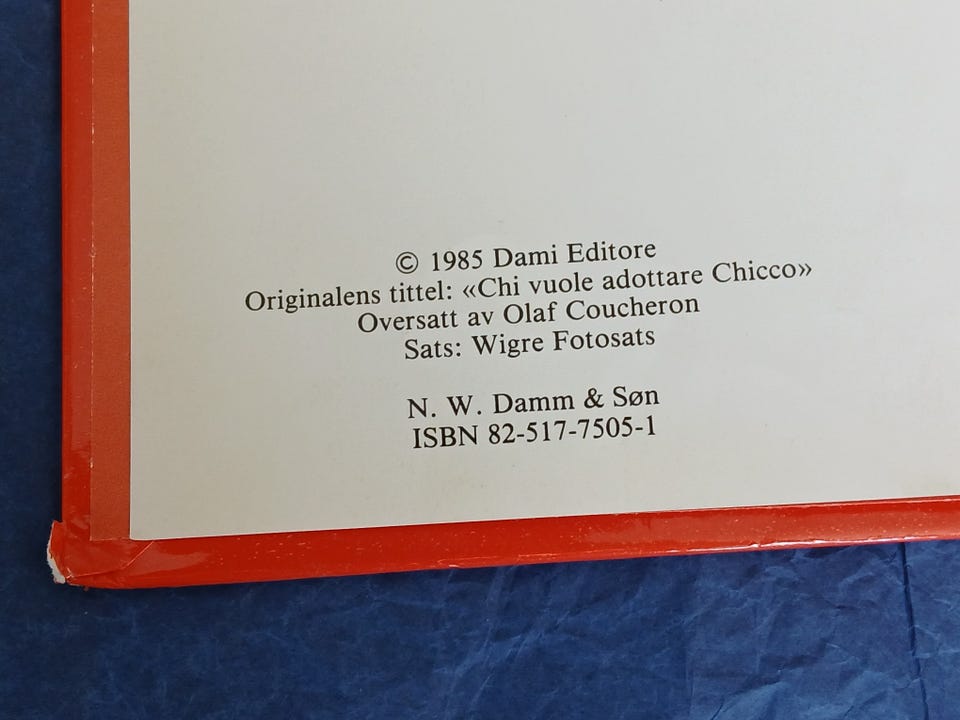 © 1985 Dami Editore
Originalens tittel: «Chi vuole adottare Chicco»
Oversatt av Olaf Coucheron
Sats: Wigre Fotosats
N. W. Damm & Søn
ISBN 82-517-7505-1